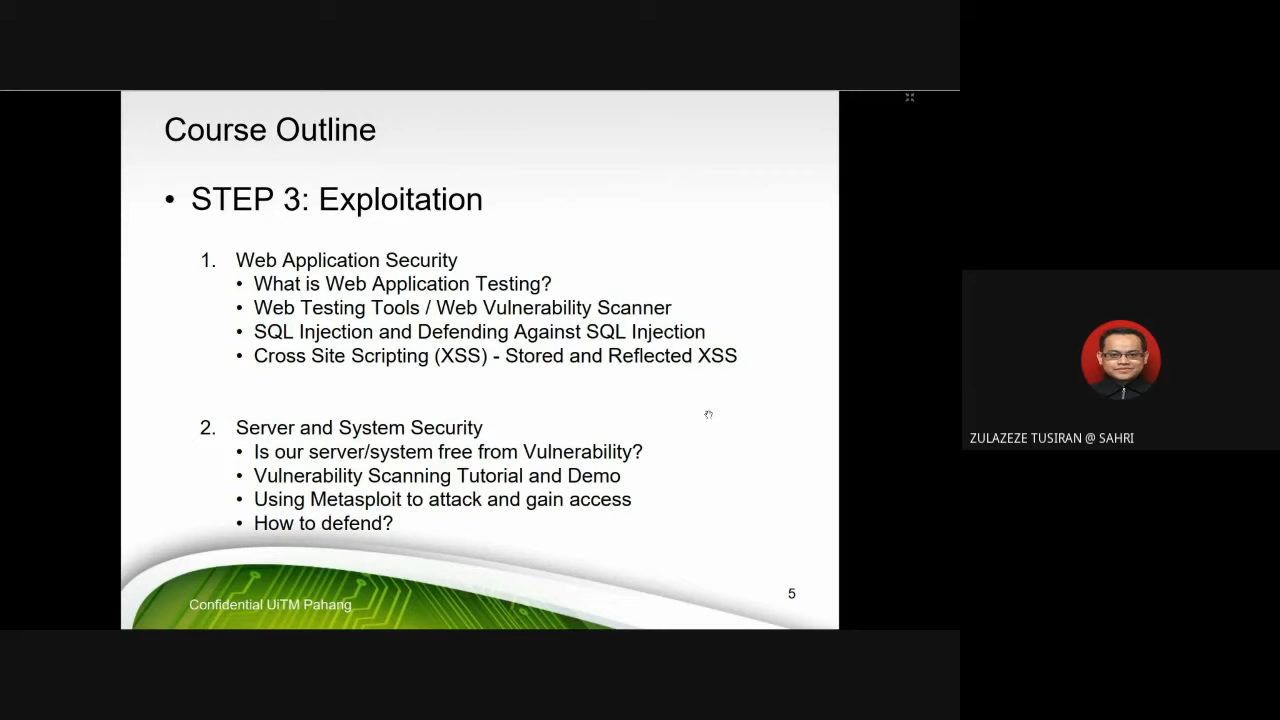 Course Outline
• STEP 3: Exploitation
1. Web Application Security
• What is Web Application Testing?
• Web Testing Tools / Web Vulnerability Scanner
• SQL Injection and Defending Against SQL Injection
• Cross Site Scripting (XSS) - Stored and Reflected XSS
2. Server and System Security
• Is our server/system free from Vulnerability?
• Vulnerability Scanning Tutorial and Demo
• Using Metasploit to attack and gain access
• How to defend?
Confidential UiTM Pahang
5
ZULAZEZE TUSIRAN @ SAHRI